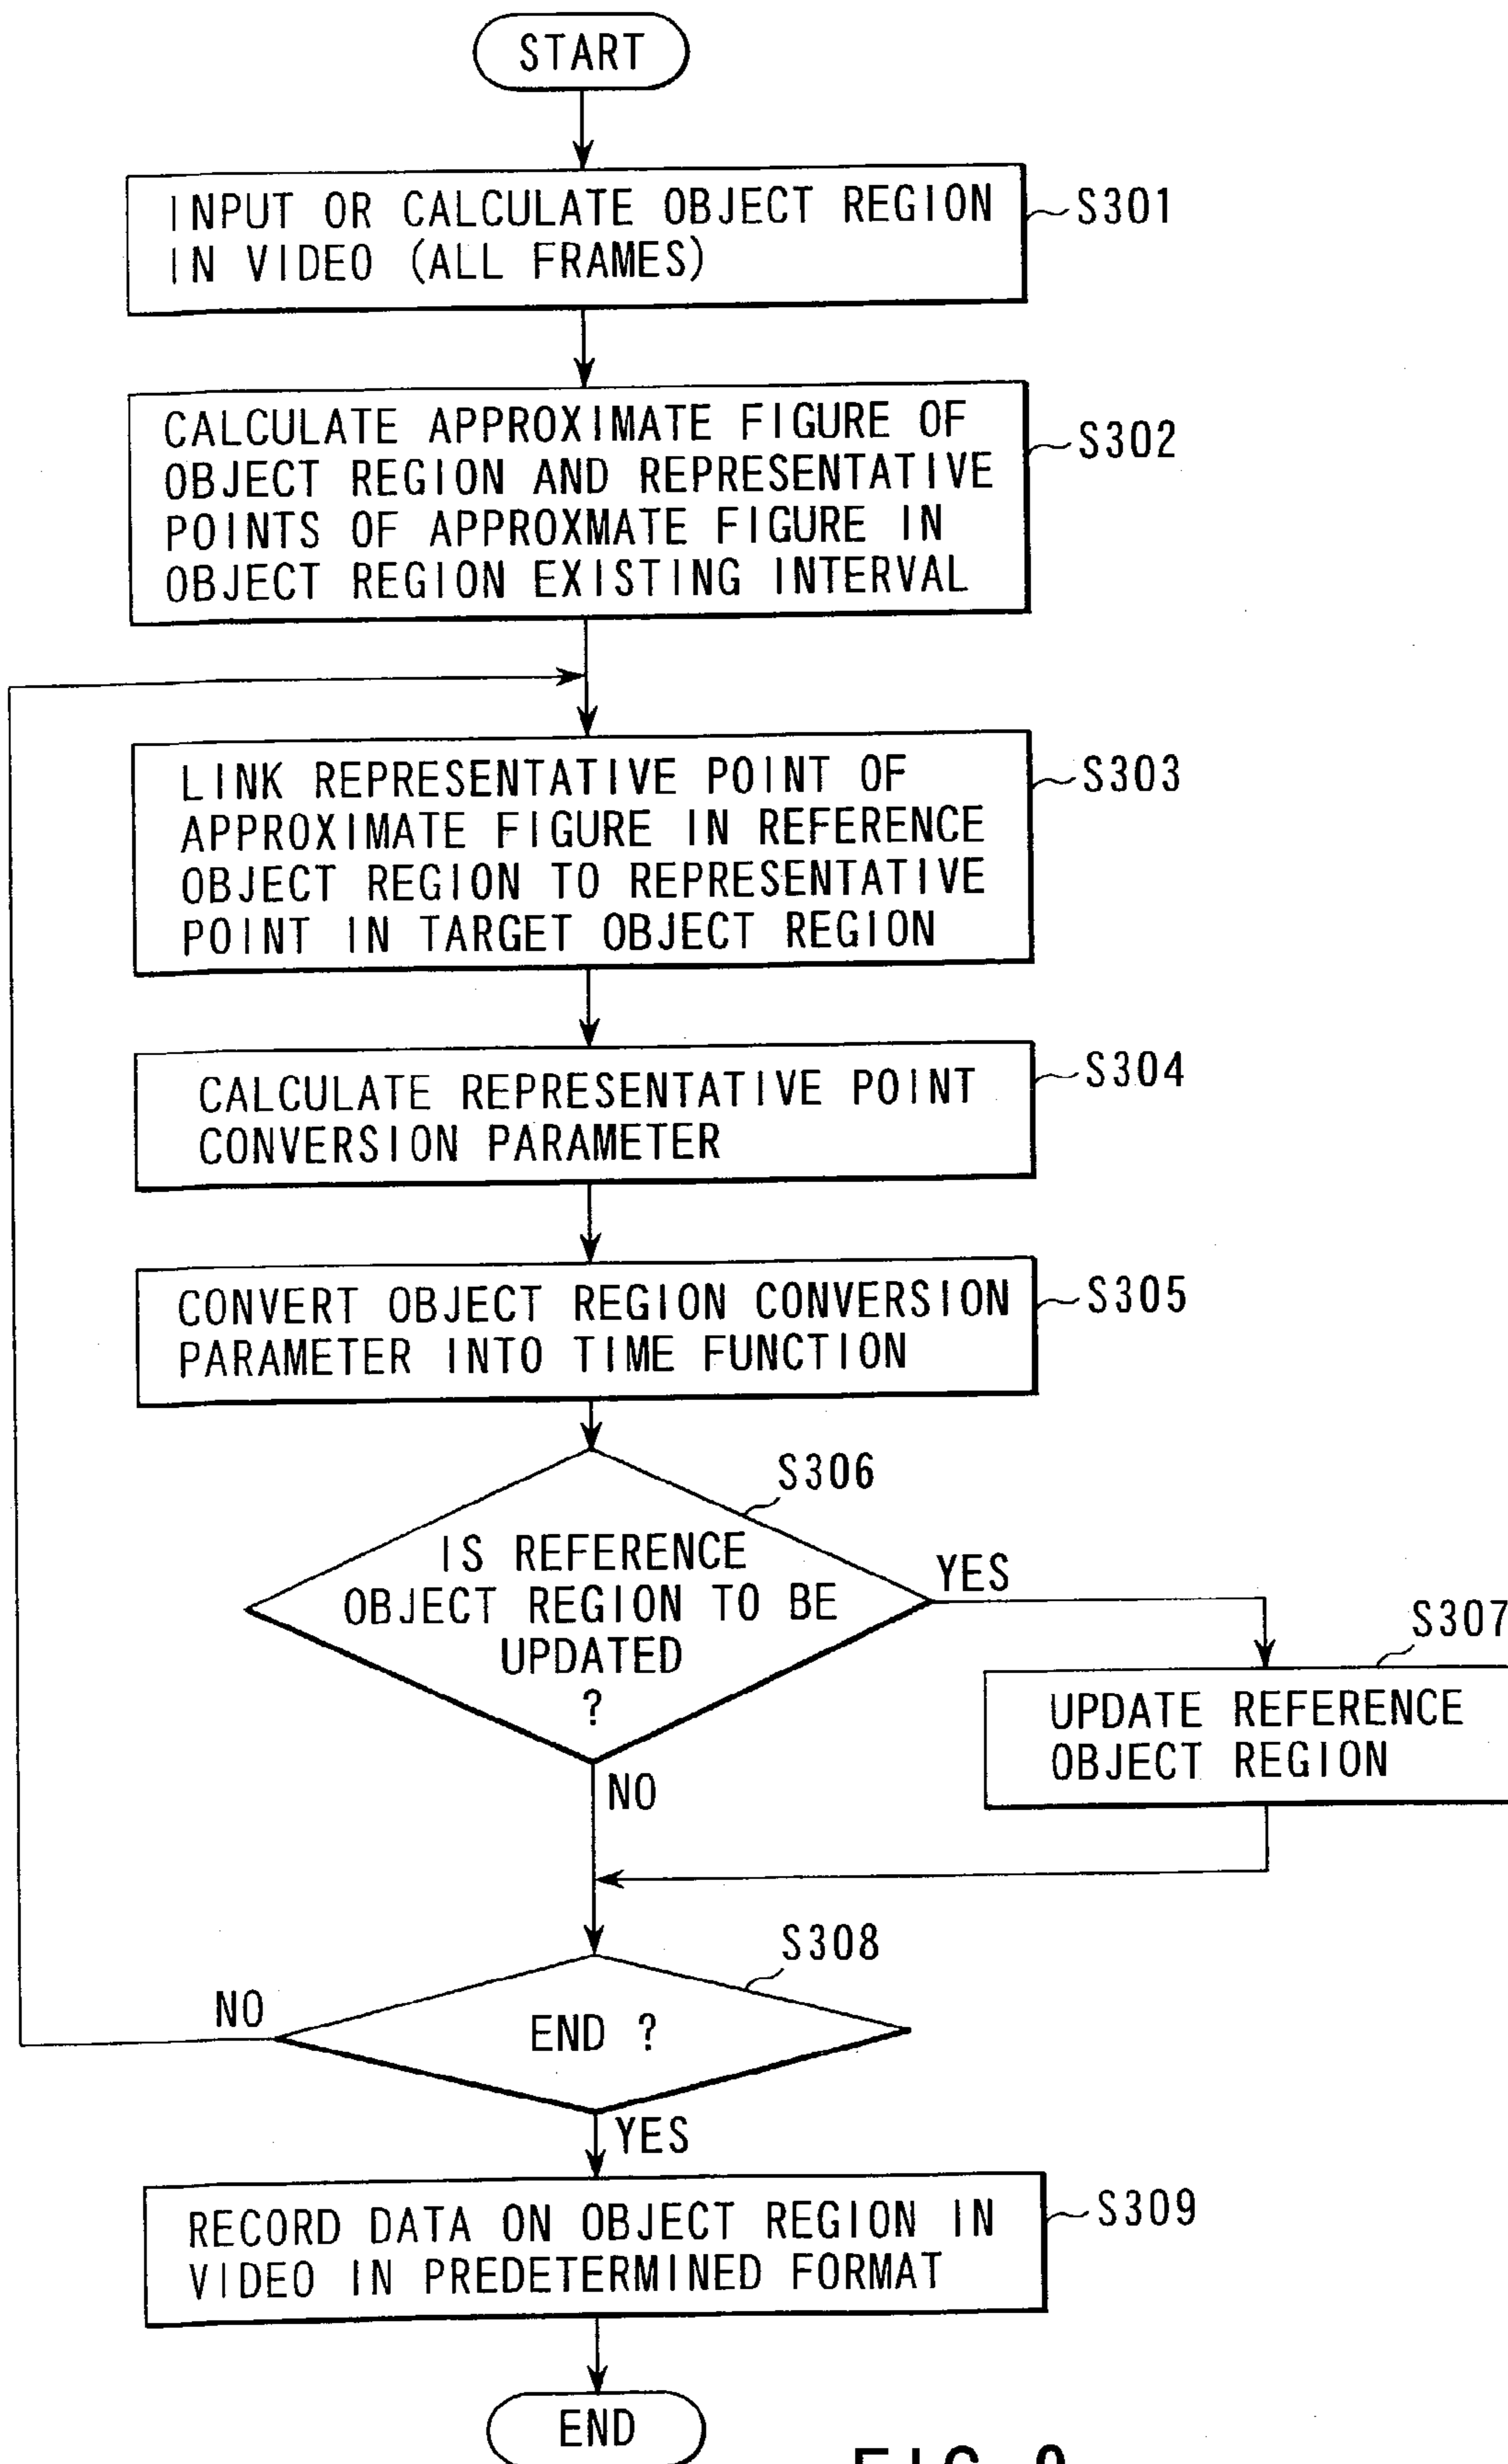 START
INPUT OR CALCULATE OBJECT REGION
IN VIDEO (ALL FRAMES)
S301
CALCULATE APPROXIMATE FIGURE OF
OBJECT REGION AND REPRESENTATIVE
POINTS OF APPROXMATE FIGURE IN
OBJECT REGION EXISTING INTERVAL
S302
LINK REPRESENTATIVE POINT OF
APPROXIMATE FIGURE IN REFERENCE
OBJECT REGION TO REPRESENTATIVE
POINT IN TARGET OBJECT REGION
S303
CALCULATE REPRESENTATIVE POINT
CONVERSION PARAMETER
S304
CONVERT OBJECT REGION CONVERSION
PARAMETER INTO TIME FUNCTION
S305
S306
IS REFERENCE
OBJECT REGION TO BE
UPDATED
?
YES
NO
S307
UPDATE REFERENCE
OBJECT REGION
S308
END ?
NO
YES
RECORD DATA ON OBJECT REGION IN
VIDEO IN PREDETERMINED FORMAT
S309
END